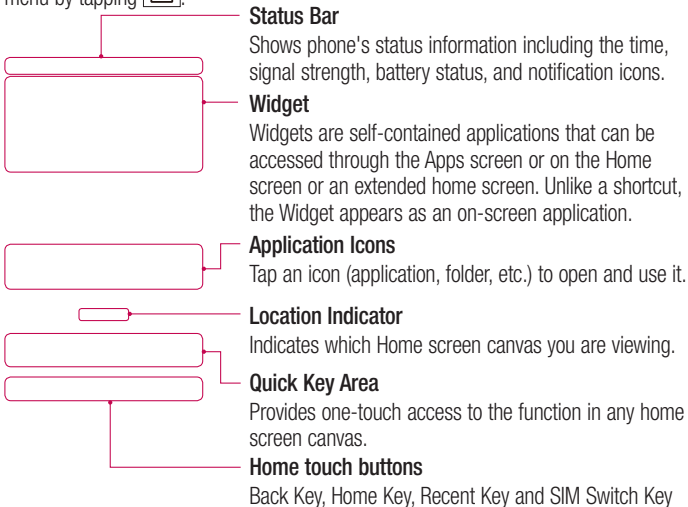 menu by tapping
Status Bar
Shows phone's status information including the time,
signal strength, battery status, and notification icons.
Widget
Widgets are self-contained applications that can be
accessed through the Apps screen or on the Home
screen or an extended home screen. Unlike a shortcut,
the Widget appears as an on-screen application.
Application Icons
Tap an icon (application, folder, etc.) to open and use it.
Location Indicator
Indicates which Home screen canvas you are viewing.
Quick Key Area
Provides one-touch access to the function in any home
screen canvas.
Home touch buttons
Back Key, Home Key, Recent Key and SIM Switch Key